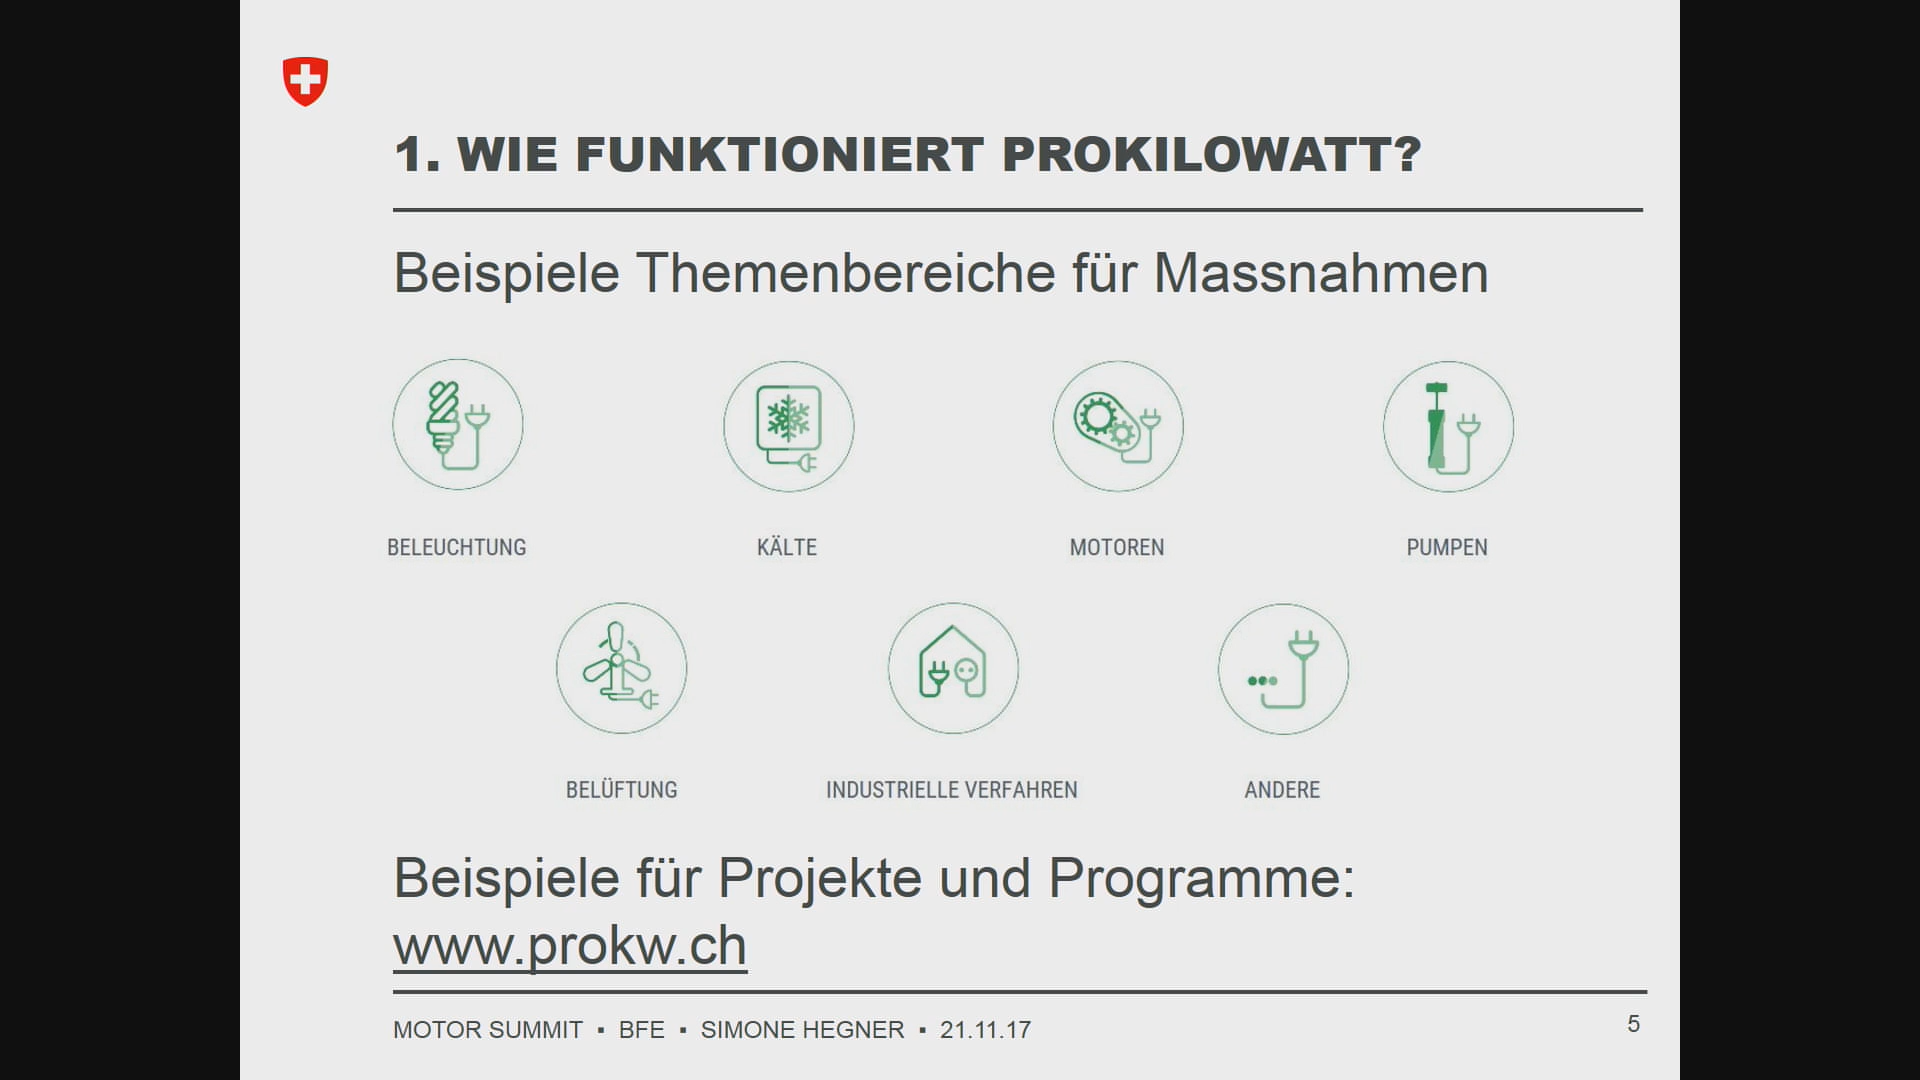 1. WIE FUNKTIONIERT PROKILOWATT?
Beispiele Themenbereiche für Massnahmen
BELEUCHTUNG
KÄLTE
MOTOREN
PUMPEN
BELÜFTUNG
INDUSTRIELLE VERFAHREN
ANDERE
Beispiele für Projekte und Programme:
www.prokw.ch
MOTOR SUMMIT ▪ BFE ▪ SIMONE HEGNER ▪ 21.11.17
5